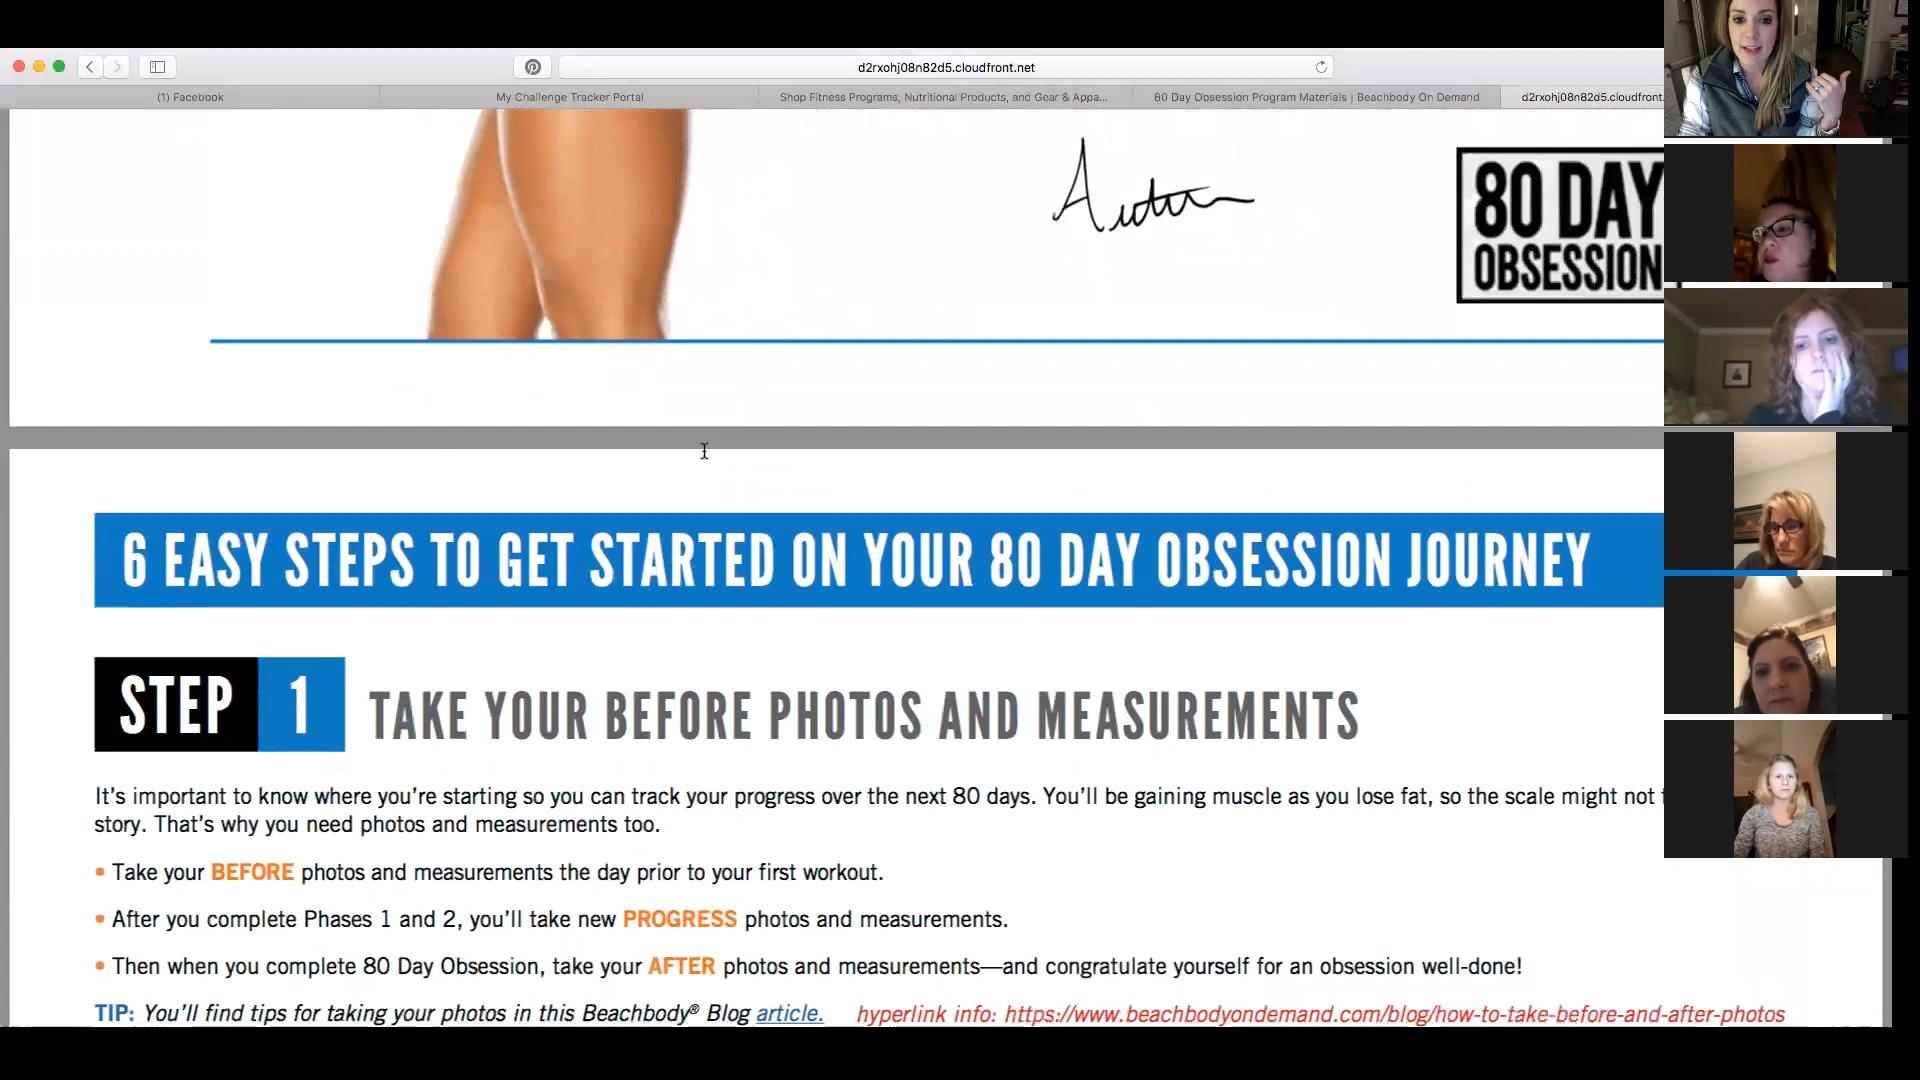 d2rxohj08n82d5.cloudfront.net
(1) Facebook
My Challenge Tracker Portal
Shop Fitness Programs, Nutritional Products, and Gear & Appa...
80 Day Obsession Program Materials | Beachbody On Demand
d2rxohj08n82d5.cloudfront.
Autumn
80 DAY
OBSESSION
6 EASY STEPS TO GET STARTED ON YOUR 80 DAY OBSESSION JOURNEY
STEP 1 TAKE YOUR BEFORE PHOTOS AND MEASUREMENTS
It's important to know where you're starting so you can track your progress over the next 80 days. You'll be gaining muscle as you lose fat, so the scale might not
story. That's why you need photos and measurements too.
• Take your BEFORE photos and measurements the day prior to your first workout.
• After you complete Phases 1 and 2, you'll take new PROGRESS photos and measurements.
• Then when you complete 80 Day Obsession, take your AFTER photos and measurements—and congratulate yourself for an obsession well-done!
TIP: You'll find tips for taking your photos in this Beachbody® Blog article. hyperlink info: https://www.beachbodyondemand.com/blog/how-to-take-before-and-after-photos